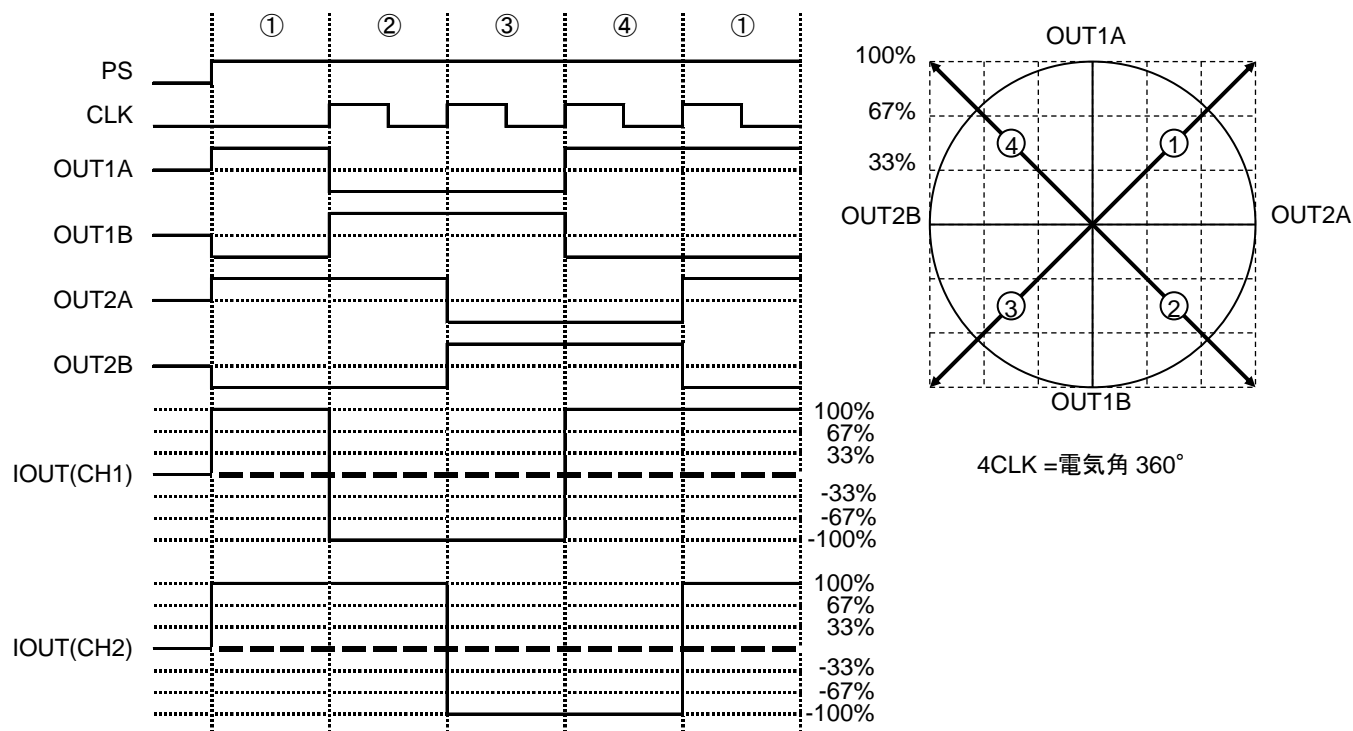 ① ② ③ ④ ①
PS
CLK
OUT1A
OUT1B
OUT2A
OUT2B
IOUT(CH1)
100%
67%
33%
-33%
-67%
-100%
IOUT(CH2)
100%
67%
33%
-33%
-67%
-100%
OUT1A
100%
67%
33%
④ ①
OUT2B
OUT2A
③ ②
OUT1B
4CLK =電気角 360°